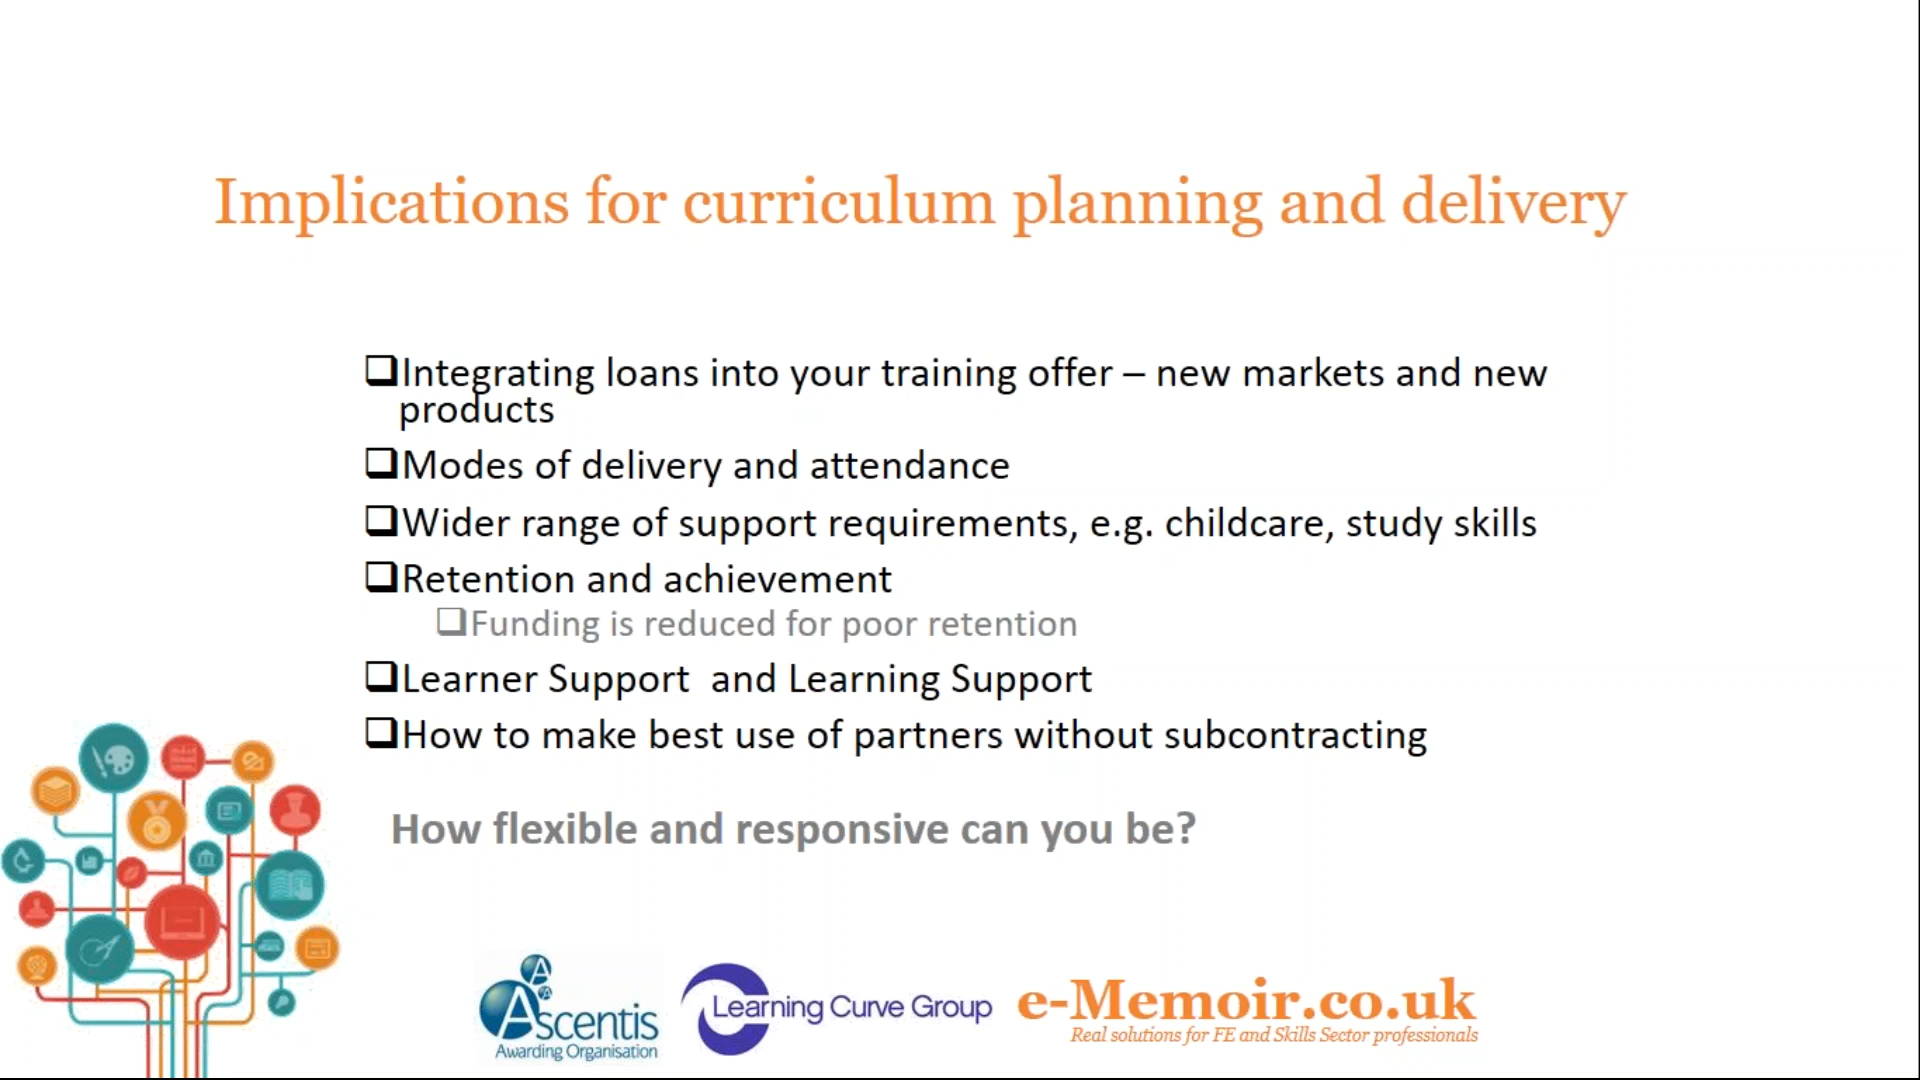 Implications for curriculum planning and delivery
❑Integrating loans into your training offer – new markets and new
products
❑Modes of delivery and attendance
❑Wider range of support requirements, e.g. childcare, study skills
❑Retention and achievement
❑Funding is reduced for poor retention
❑Learner Support  and Learning Support
❑How to make best use of partners without subcontracting
How flexible and responsive can you be?
A
A
Ascentis
Awarding Organisation
Learning Curve Group
e-Memoir.co.uk
Real solutions for FE and Skills Sector professionals